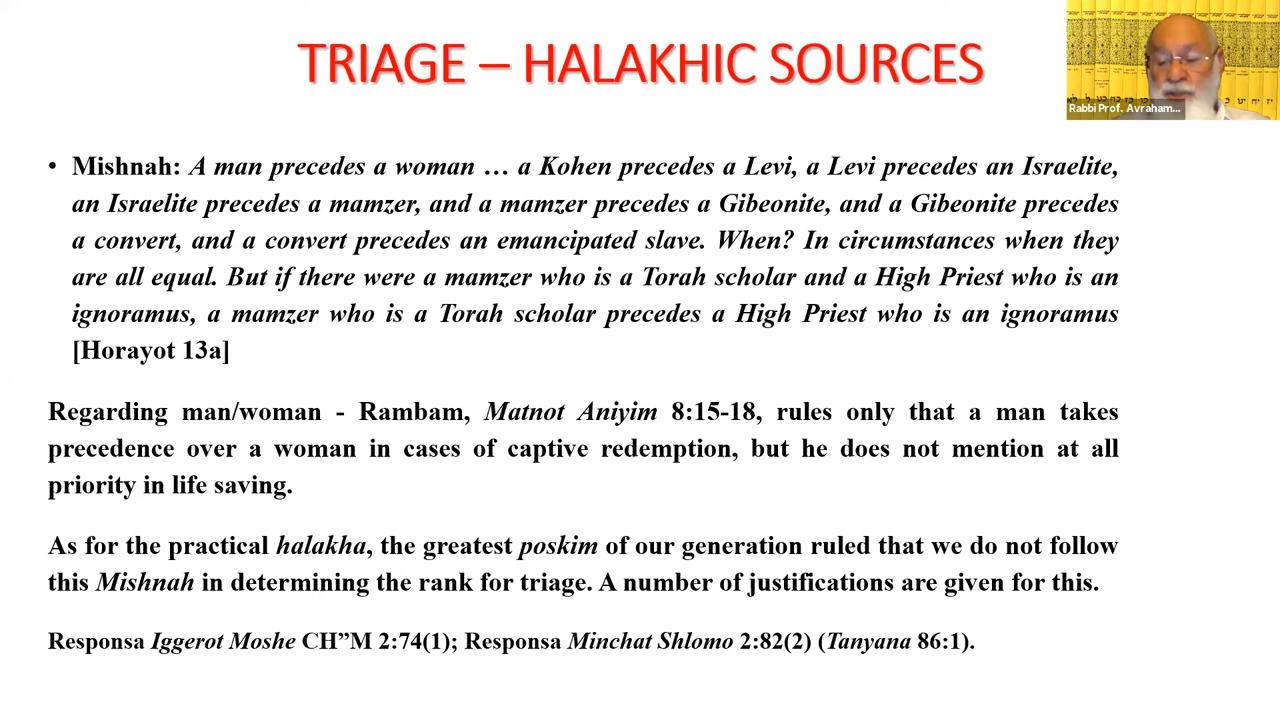 TRIAGE – HALAKHIC SOURCES
Rabbi Prof. Avraham...
• Mishnah: A man precedes a woman … a Kohen precedes a Levi, a Levi precedes an Israelite,
an Israelite precedes a mamzer, and a mamzer precedes a Gibeonite, and a Gibeonite precedes
a convert, and a convert precedes an emancipated slave. When? In circumstances when they
are all equal. But if there were a mamzer who is a Torah scholar and a High Priest who is an
ignoramus, a mamzer who is a Torah scholar precedes a High Priest who is an ignoramus
[Horayot 13a]
Regarding man/woman - Rambam, Matnot Aniyim 8:15-18, rules only that a man takes
precedence over a woman in cases of captive redemption, but he does not mention at all
priority in life saving.
As for the practical halakha, the greatest poskim of our generation ruled that we do not follow
this Mishnah in determining the rank for triage. A number of justifications are given for this.
Responsa Iggerot Moshe CH”M 2:74(1); Responsa Minchat Shlomo 2:82(2) (Tanyana 86:1).